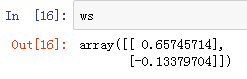 In [16]: ws
Out[16]: array([[ 0.65745714],
[-0.13379704]])